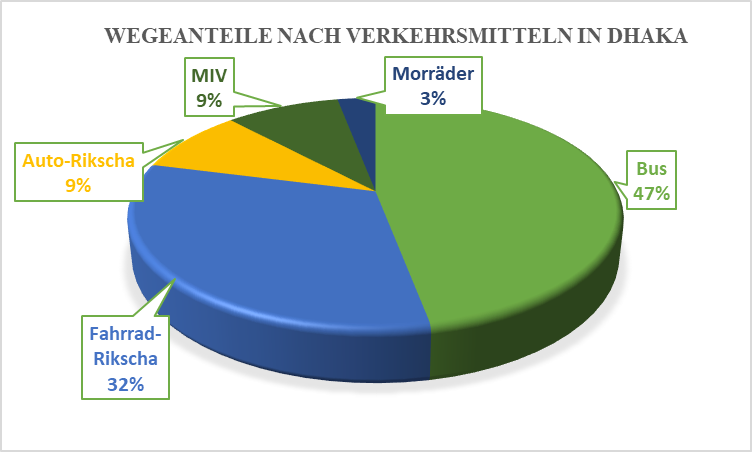 WEGEANTEILE NACH VERKEHRSMITTELN IN DHAKA
MIV
9%
Morräder
3%
Auto-Rikscha
9%
Bus
47%
Fahrrad-
Rikscha
32%